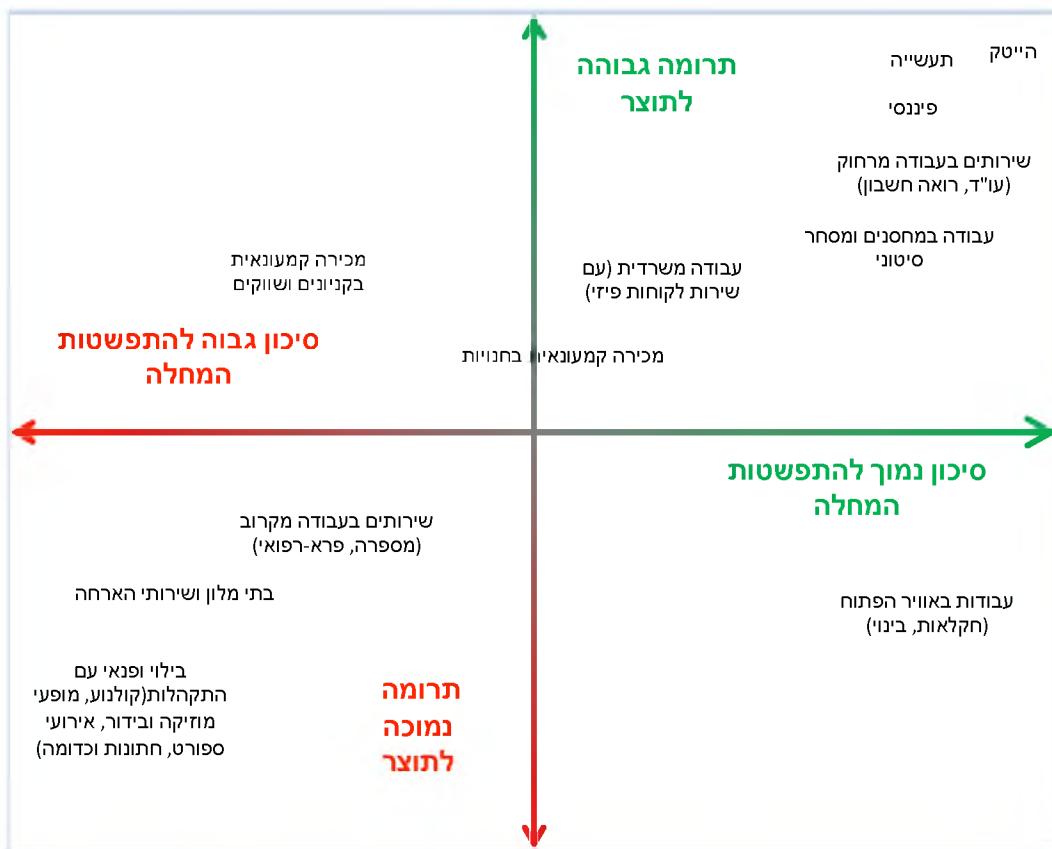 תרומה גבוהה
לתוצר
הייטק
תעשייה
פיננסי
שירותים בעבודה מרחוק
(עו"ד, רואה חשבון)
עבודה במחסנים ומסחר
סיטוני
עבודה משרדית (עם
שירות לקוחות פיזי)
מכירה קמעונאית
בקניונים ושווקים
סיכון גבוה להתפשטות
המחלה
מכירה קמעונאית בחנויות
סיכון נמוך להתפשטות
המחלה
שירותים בעבודה מקרוב
(מספרה, פרא-רפואי)
בתי מלון ושירותי הארחה
עבודות באוויר הפתוח
(חקלאות, בינוי)
בילוי ופנאי עם
התקהלות(קולנוע, מופעי
מוזיקה ובידור, אירועי
ספורט, חתונות וכדומה)
תרומה
נמוכה
לתוצר